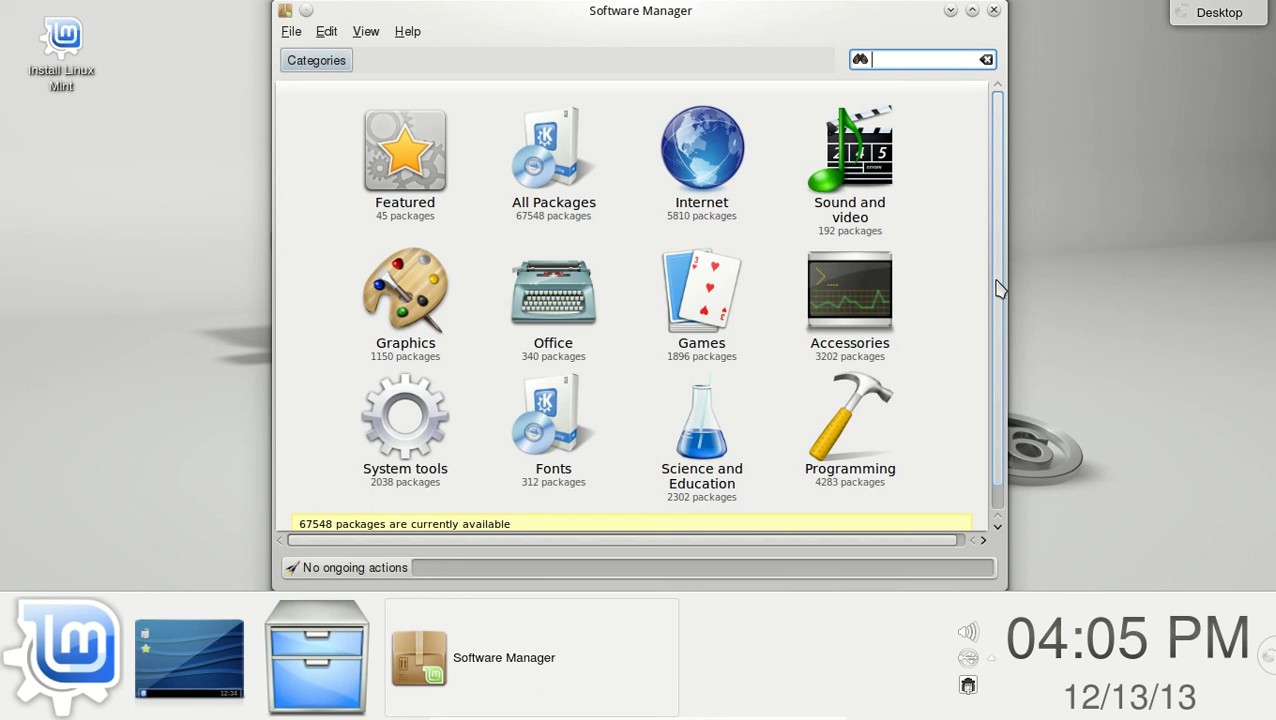 Software Manager
Desktop
File Edit View Help
Categories
Install Linux
Mint
Featured
45 packages
All Packages
67548 packages
Internet
5810 packages
Sound and
video
192 packages
Graphics
1150 packages
Office
340 packages
Games
1896 packages
Accessories
3202 packages
System tools
2038 packages
Fonts
312 packages
Science and
Education
2302 packages
Programming
4283 packages
67548 packages are currently available
No ongoing actions
12:34
Software Manager
04:05 PM
12/13/13